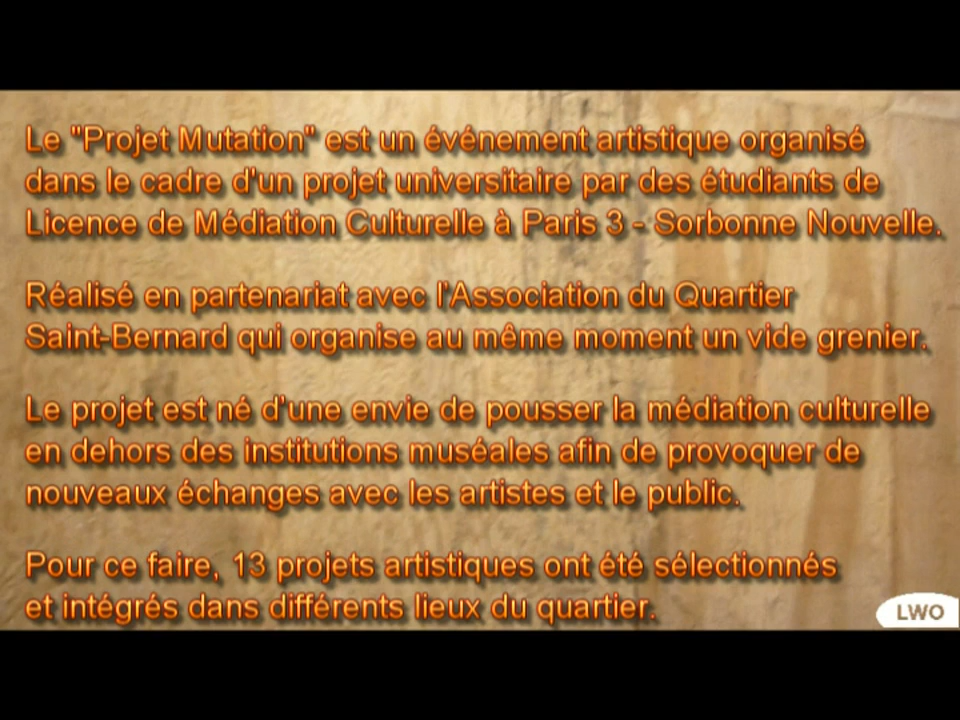 Le "Projet Mutation" est un événement artistique organisé
dans le cadre d'un projet universitaire par des étudiants de
Licence de Médiation Culturelle à Paris 3 - Sorbonne Nouvelle.
Réalisé en partenariat avec l'Association du Quartier
Saint-Bernard qui organise au même moment un vide grenier.
Le projet est né d'une envie de pousser la médiation culturelle
en dehors des institutions muséales afin de provoquer de
nouveaux échanges avec les artistes et le public.
Pour ce faire, 13 projets artistiques ont été sélectionnés
et intégrés dans différents lieux du quartier.
LWO